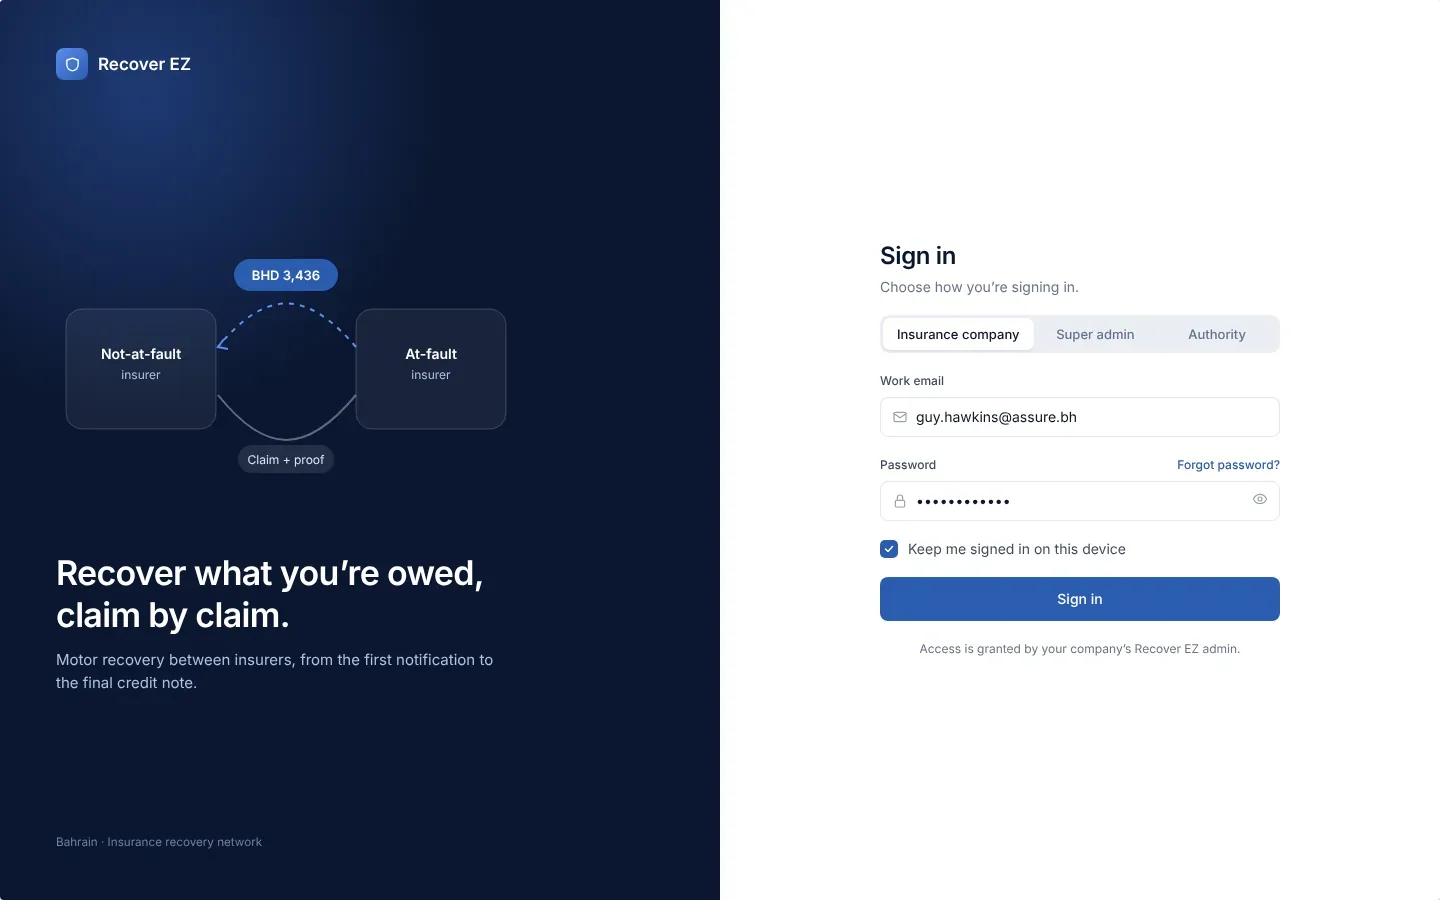 Recover EZ
BHD 3,436
Not-at-fault
insurer
At-fault
insurer
Claim + proof
Recover what you’re owed,
claim by claim.
Motor recovery between insurers, from the first notification to
the final credit note.
Bahrain · Insurance recovery network
Sign in
Choose how you’re signing in.
Insurance company
Super admin
Authority
Work email
guy.hawkins@assure.bh
Password
Forgot password?
••••••••••••
Keep me signed in on this device
Sign in
Access is granted by your company’s Recover EZ admin.